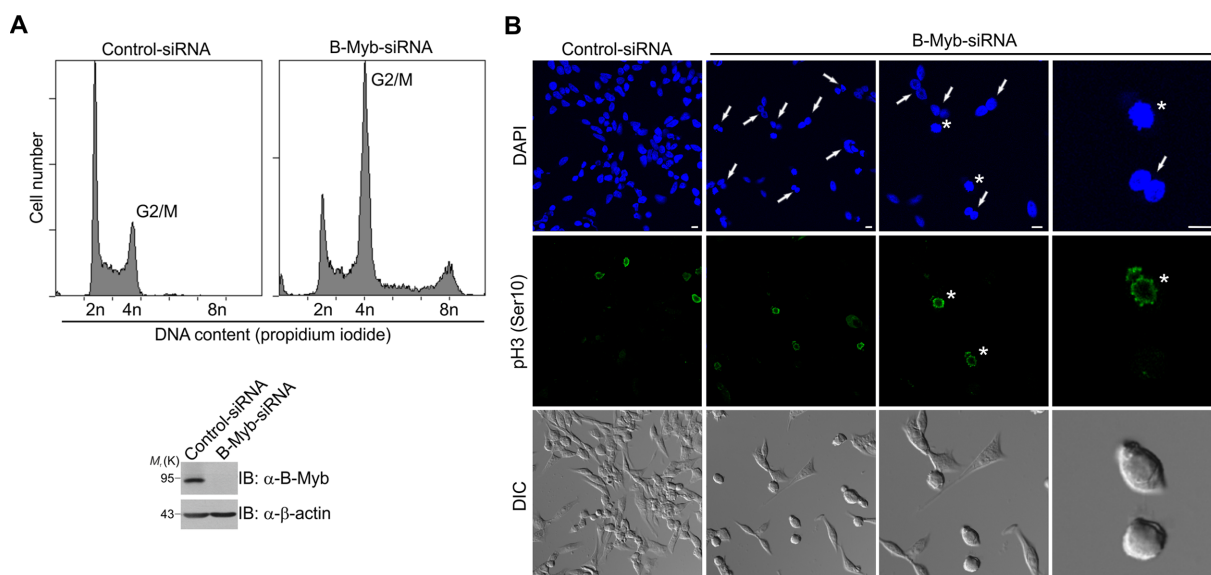 A
Control-siRNA
B-Myb-siRNA
Cell number
G2/M
G2/M
2n 4n 8n
2n 4n 8n
DNA content (propidium iodide)
Control-siRNA
B-Myb-siRNA
Mr (K)
95
IB: α-B-Myb
43
IB: α-β-actin
B
Control-siRNA
B-Myb-siRNA
DAPI
*
*
*
pH3 (Ser10)
*
*
*
DIC